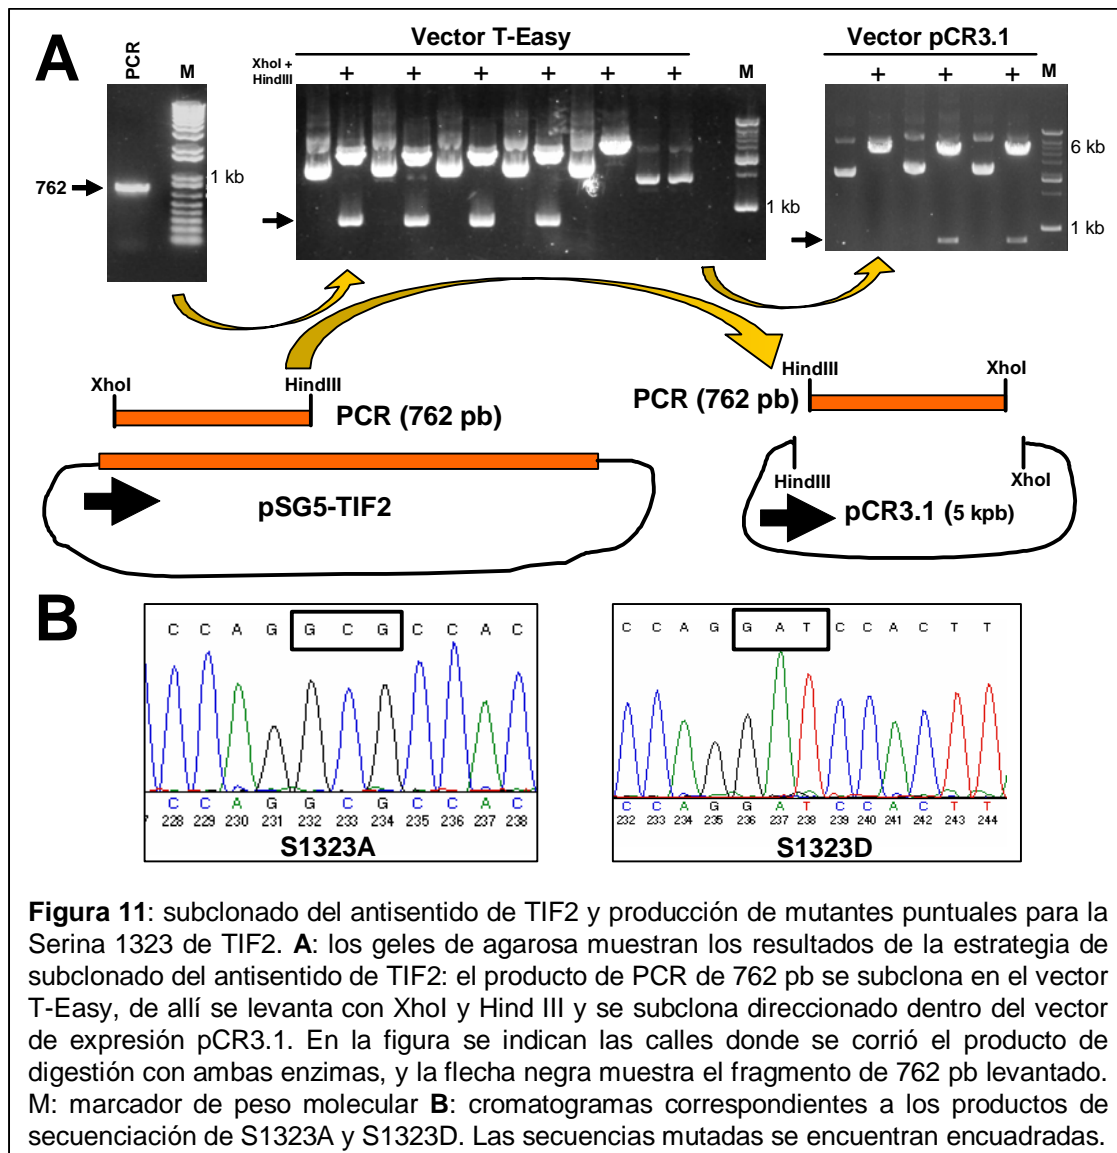 A
PCR
M
762
1 kb
Vector T-Easy
XhoI +
HindIII
+ + + + + +
M
1 kb
Vector pCR3.1
+ + +
M
6 kb
1 kb
XhoI
HindIII
PCR (762 pb)
pSG5-TIF2
HindIII
XhoI
PCR (762 pb)
HindIII
XhoI
pCR3.1 (5 kpb)
B
C C A G G C G C C A C
C C A G G C G C C A C
228 229 230 231 232 233 234 235 236 237 238
S1323A
C C A G G A T C C A C T T
C C A G G A T C C A C T T
232 233 234 235 236 237 238 239 240 241 242 243 244
S1323D
Figura 11: subclonado del antisentido de TIF2 y producción de mutantes puntuales para la
Serina 1323 de TIF2. A: los geles de agarosa muestran los resultados de la estrategia de
subclonado del antisentido de TIF2: el producto de PCR de 762 pb se subclona en el vector
T-Easy, de allí se levanta con XhoI y Hind III y se subclona direccionado dentro del vector
de expresión pCR3.1. En la figura se indican las calles donde se corrió el producto de
digestión con ambas enzimas, y la flecha negra muestra el fragmento de 762 pb levantado.
M: marcador de peso molecular B: cromatogramas correspondientes a los productos de
secuenciación de S1323A y S1323D. Las secuencias mutadas se encuentran encuadradas.